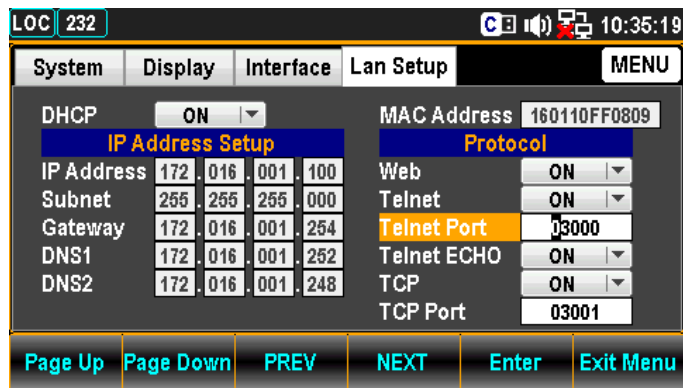 LOC 232 C 10:35:19
System Display Interface Lan Setup MENU
DHCP ON MAC Address 160110FF0809
IP Address Setup Protocol
IP Address 172 . 016 . 001 . 100 Web ON
Subnet 255 . 255 . 255 . 000 Telnet ON
Gateway 172 . 016 . 001 . 254 Telnet Port 03000
DNS1 172 . 016 . 001 . 252 Telnet ECHO ON
DNS2 172 . 016 . 001 . 248 TCP ON
TCP Port 03001
Page Up Page Down PREV NEXT Enter Exit Menu